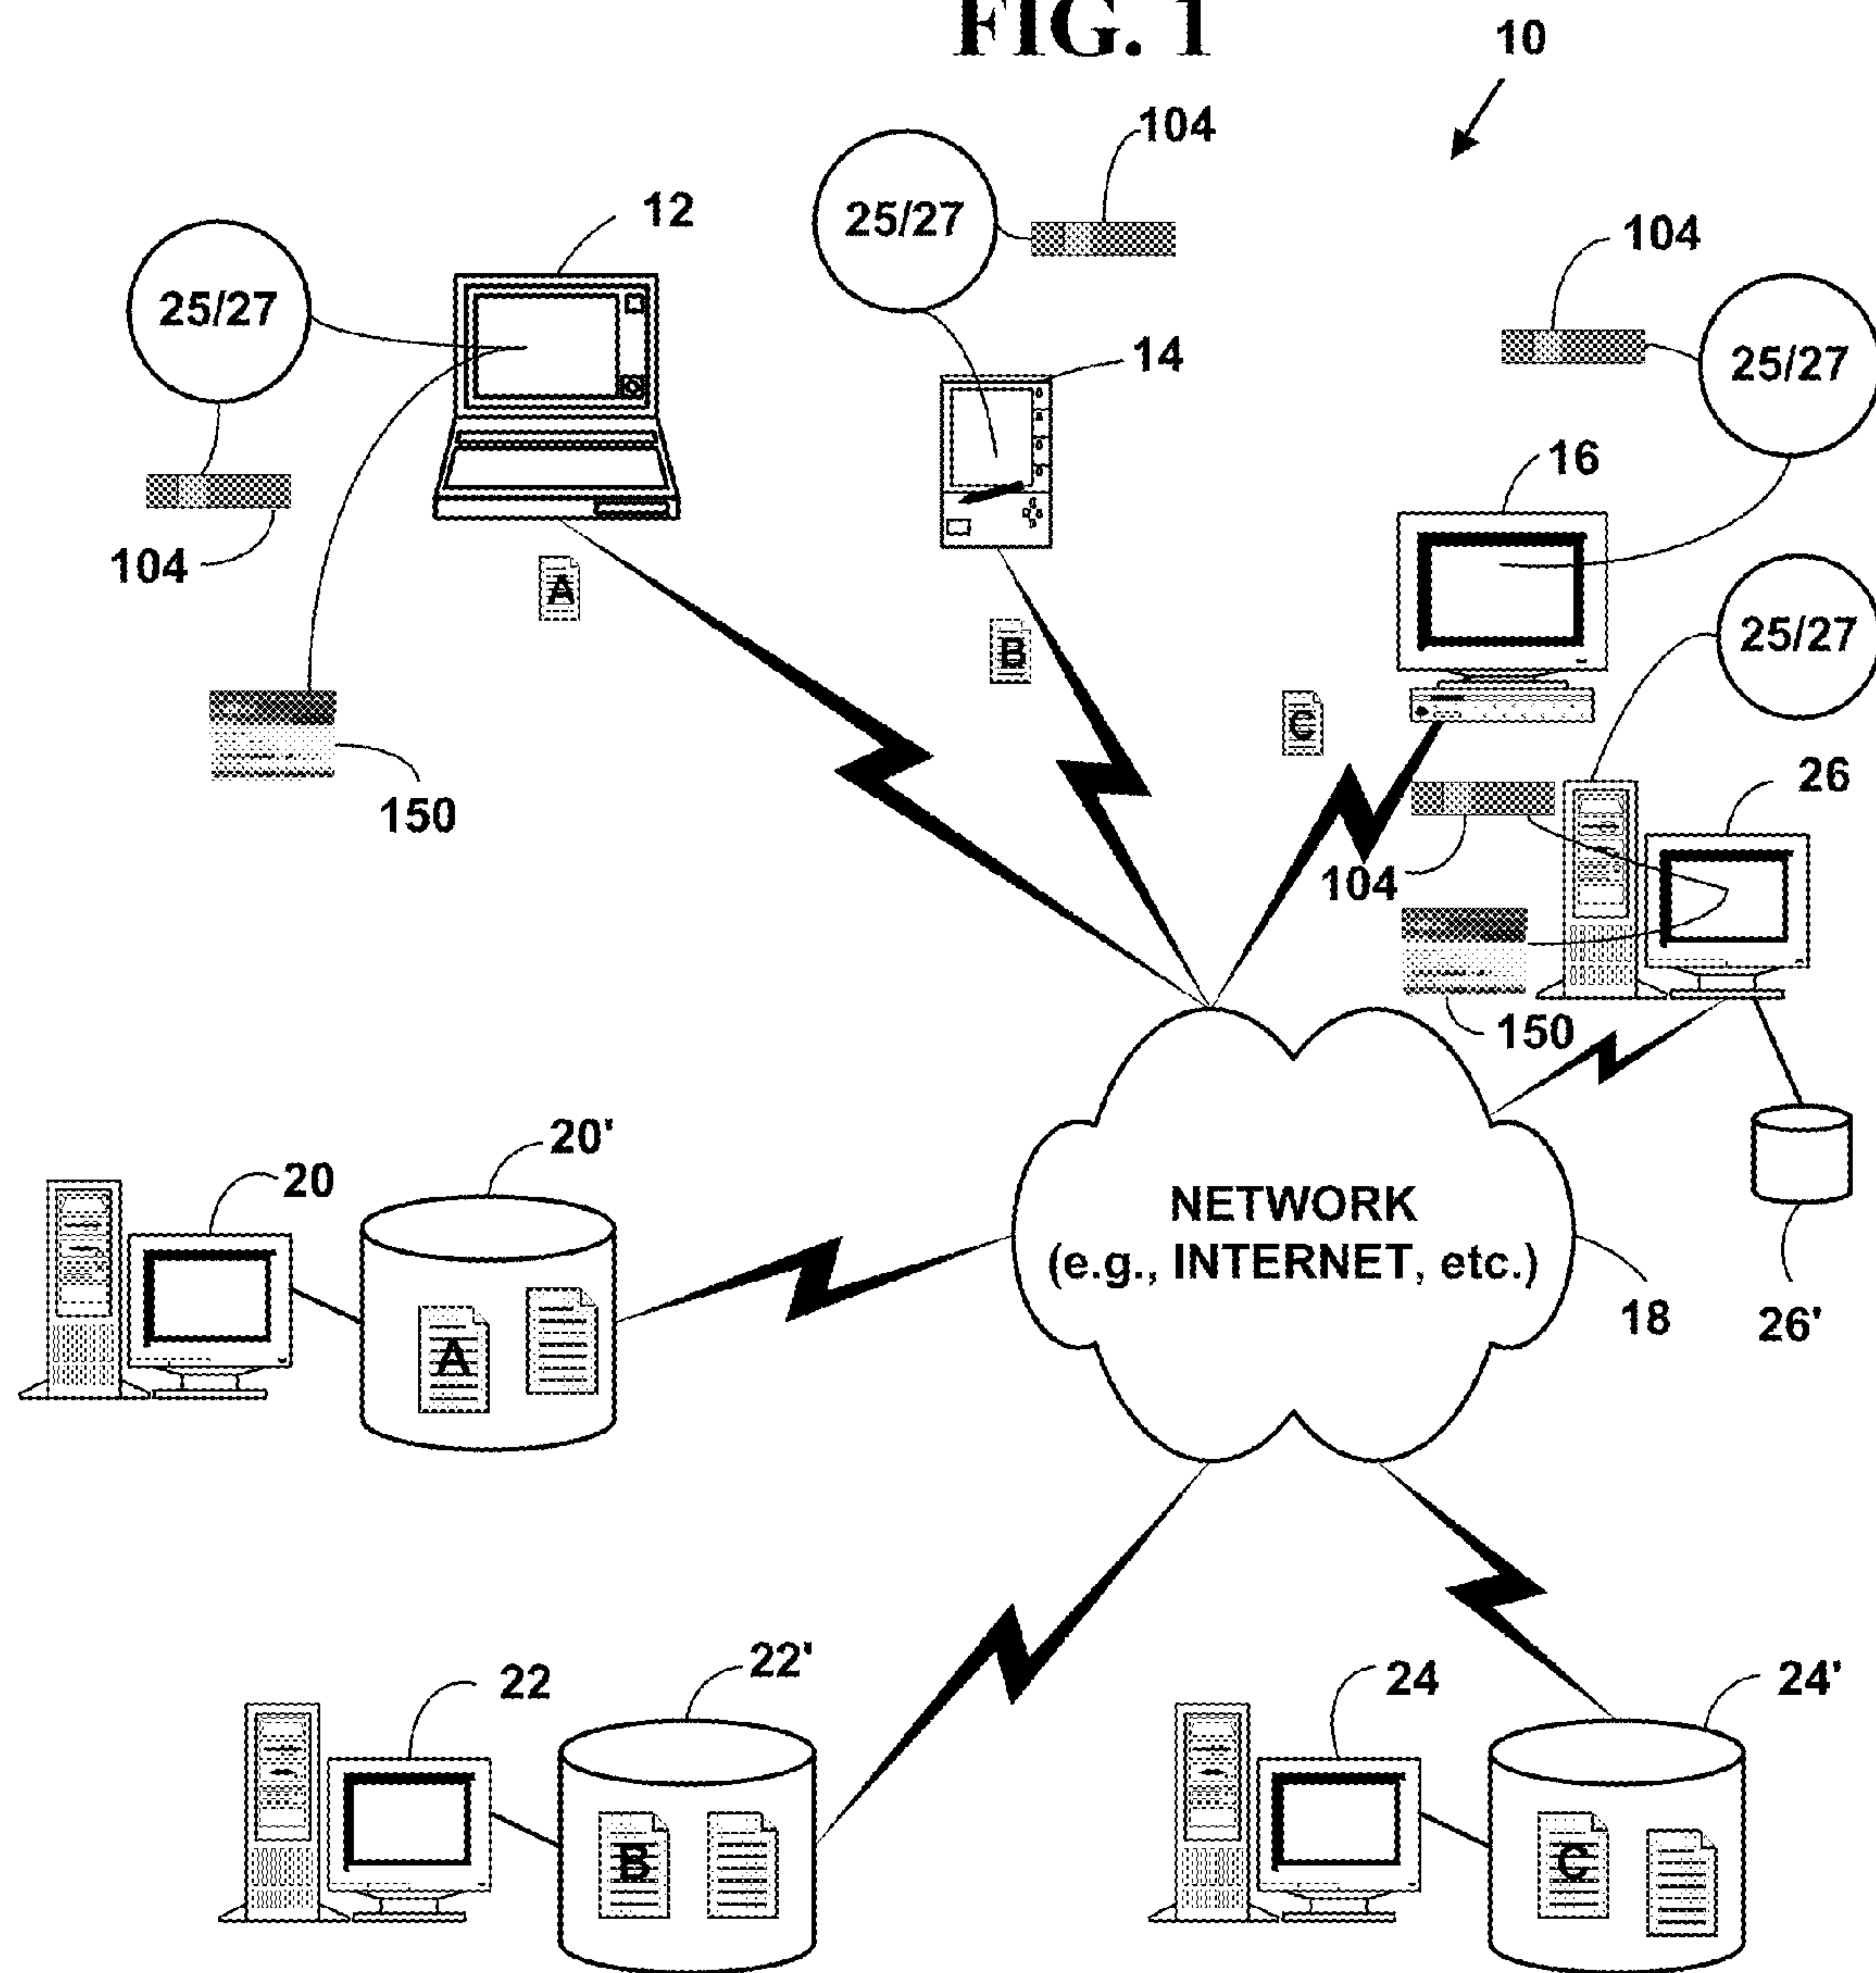 FIG. 1
10
104
25/27
12
104
25/27
25/27
14
16
104
A
25/27
B
C
26
150
104
150
20'
20
NETWORK
(e.g., INTERNET, etc.)
18
26'
A
22'
22
24
24'
B
C